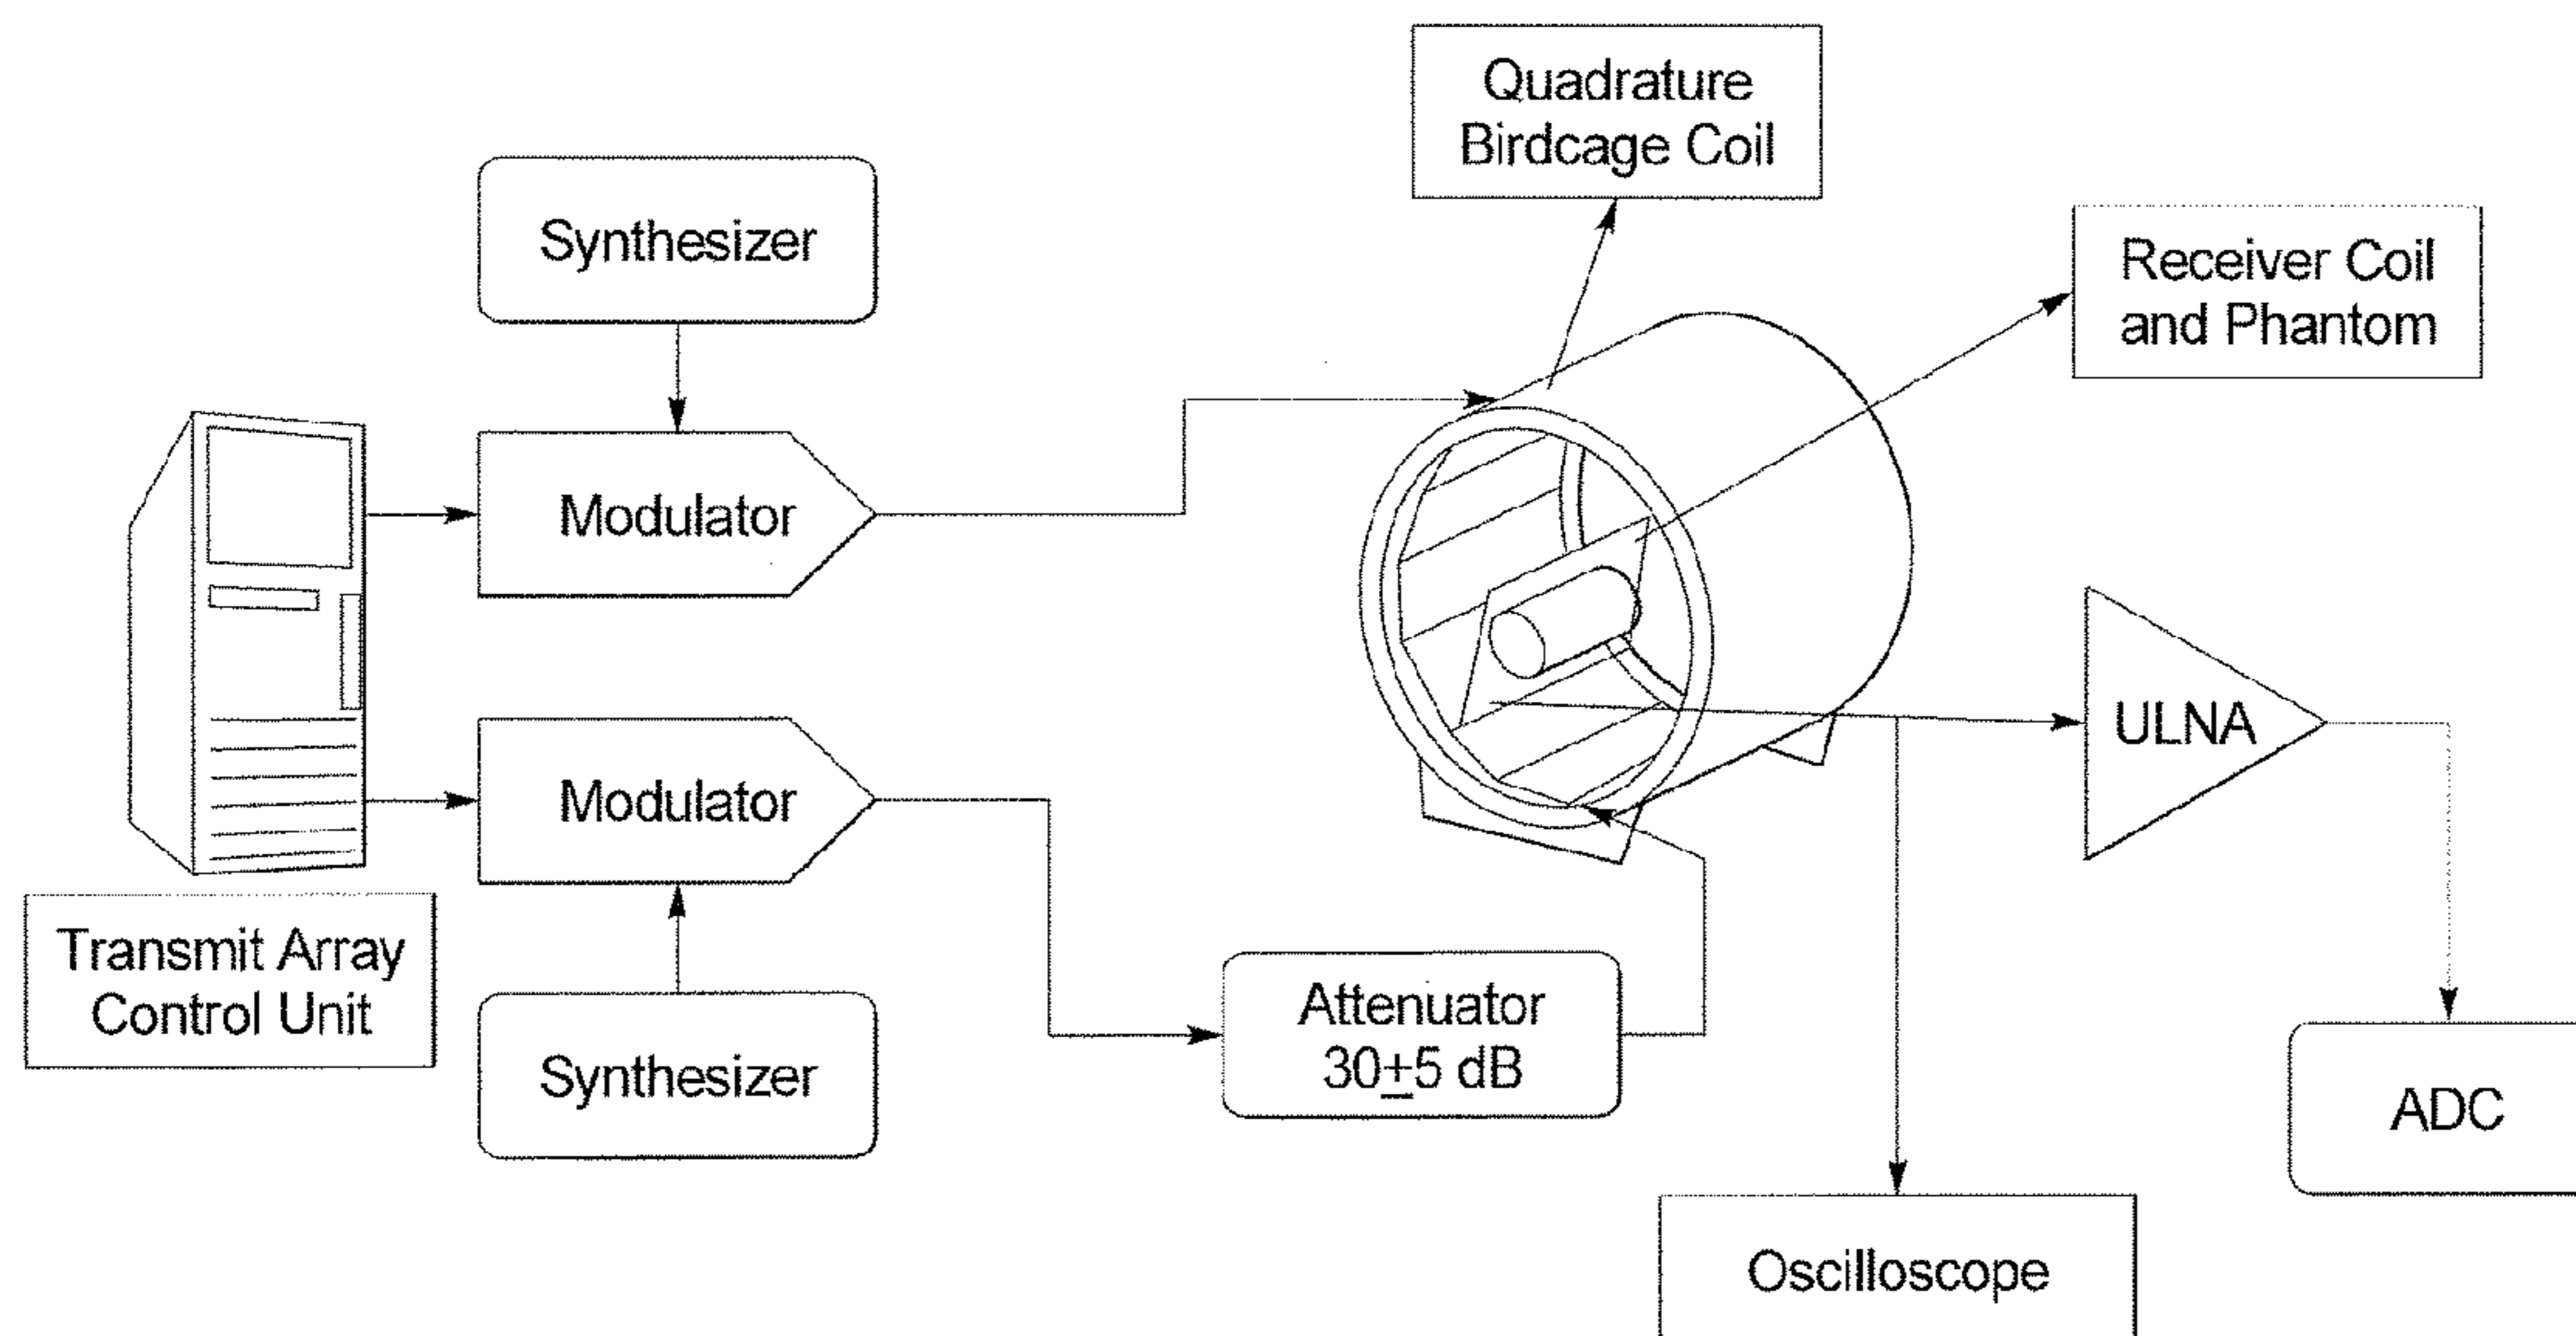 Quadrature
Birdcage Coil
Synthesizer
Receiver Coil
and Phantom
Modulator
ULNA
Modulator
Transmit Array
Control Unit
Attenuator
30±5 dB
Synthesizer
ADC
Oscilloscope